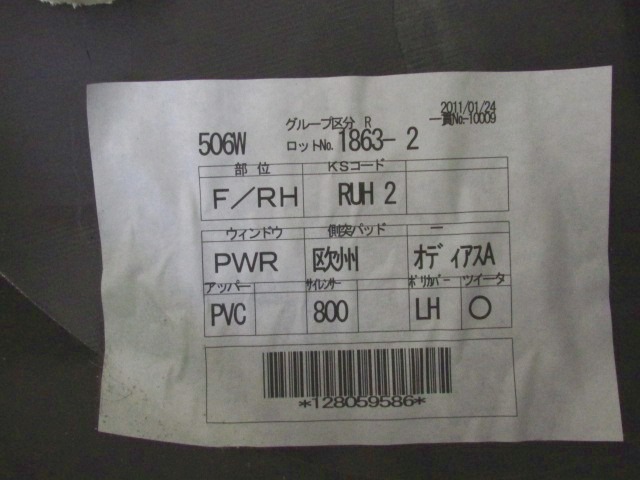 2011/01/24
グループ区分 R 一貫No.-10009
506W ロットNo. 1863- 2
部 位 KSコード
F/RH RUH 2
ウィンドウ 側突パッド ー
PWR 欧州 オディアスA
アッパー サイレンサー ポリカバー ツイータ
PVC 800 LH ○
*128059586*